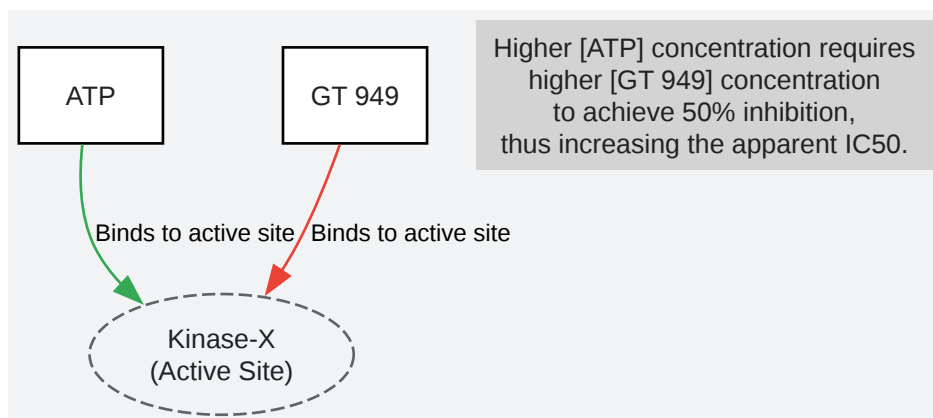 ATP
GT 949
Higher [ATP] concentration requires
higher [GT 949] concentration
to achieve 50% inhibition,
thus increasing the apparent IC50.
Binds to active site
Binds to active site
Kinase-X
(Active Site)